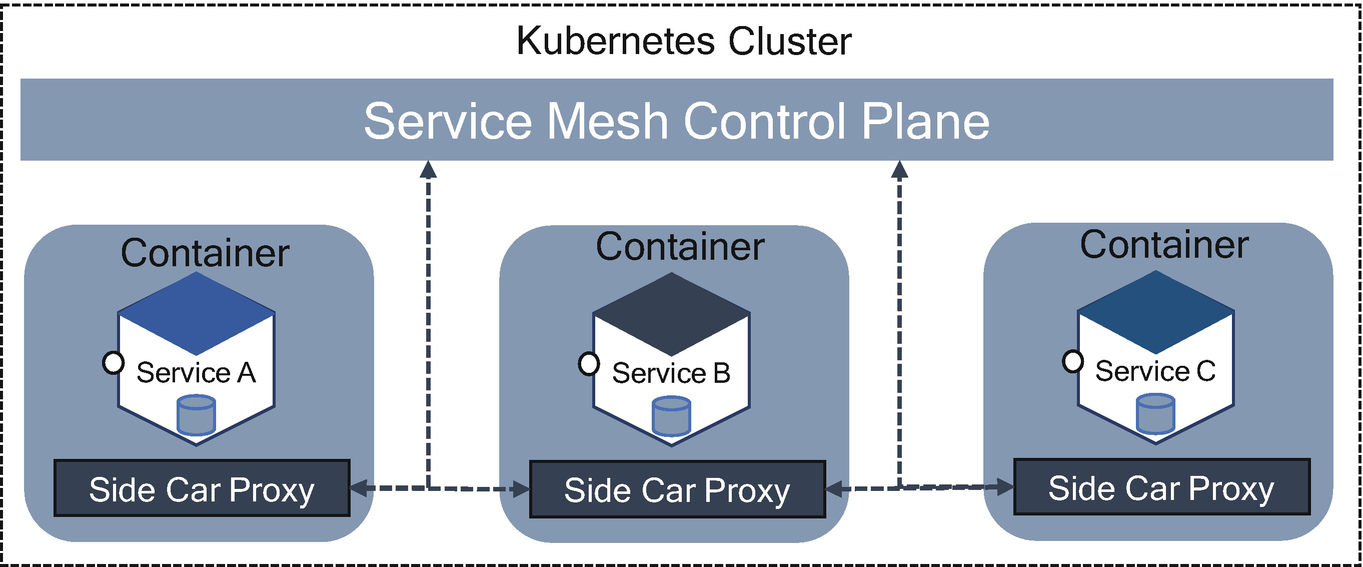 Kubernetes Cluster
Service Mesh Control Plane
Container
Service A
Side Car Proxy
Container
Service B
Side Car Proxy
Container
Service C
Side Car Proxy